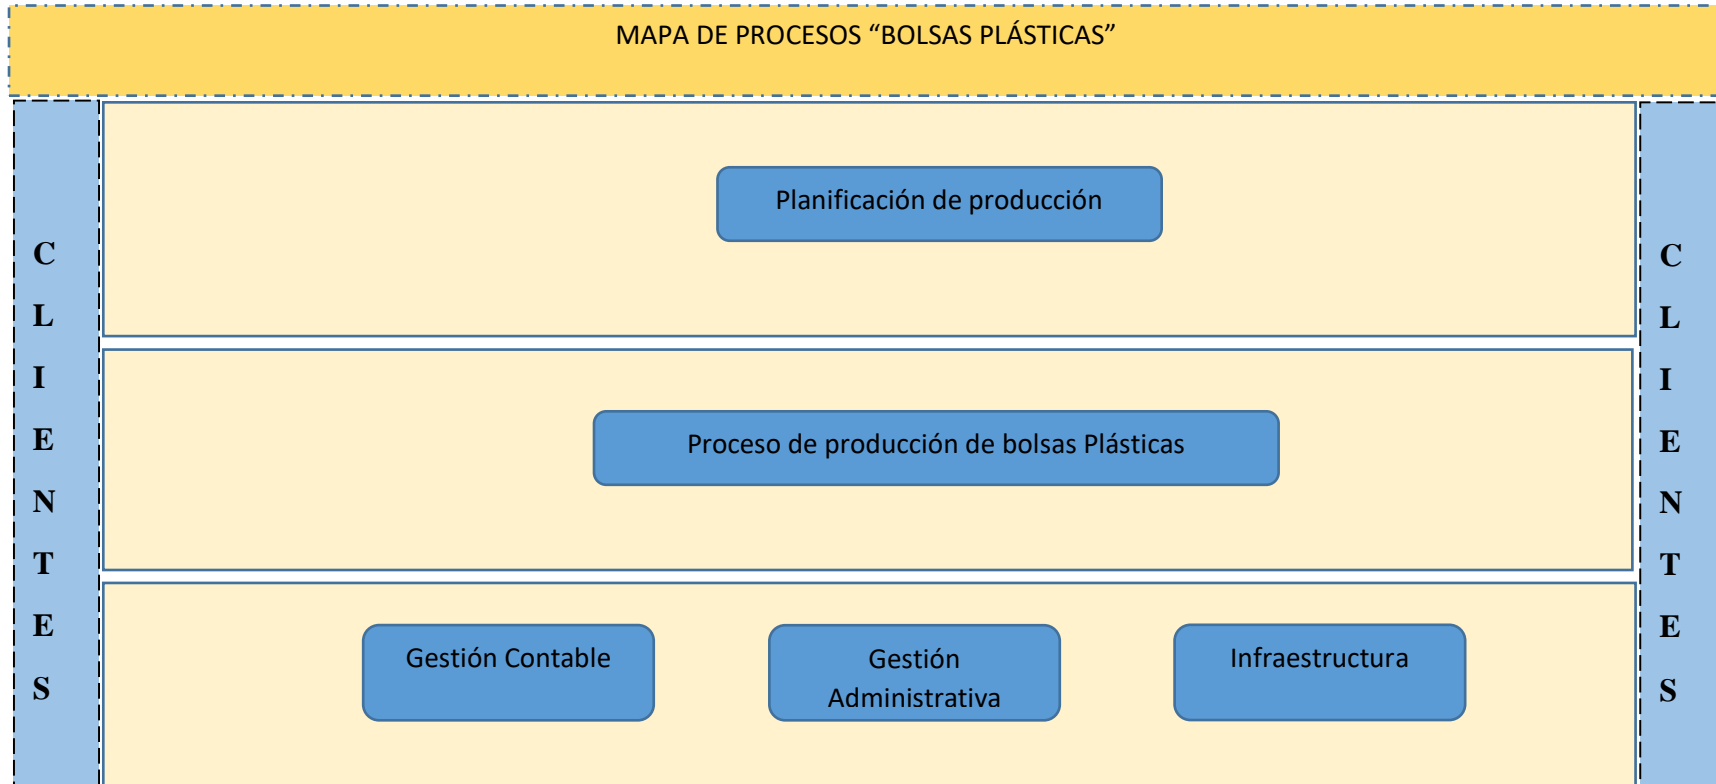 MAPA DE PROCESOS “BOLSAS PLÁSTICAS”
C
L
I
E
N
T
E
S
Planificación de producción
Proceso de producción de bolsas Plásticas
Gestión Contable
Gestión
Administrativa
Infraestructura
C
L
I
E
N
T
E
S